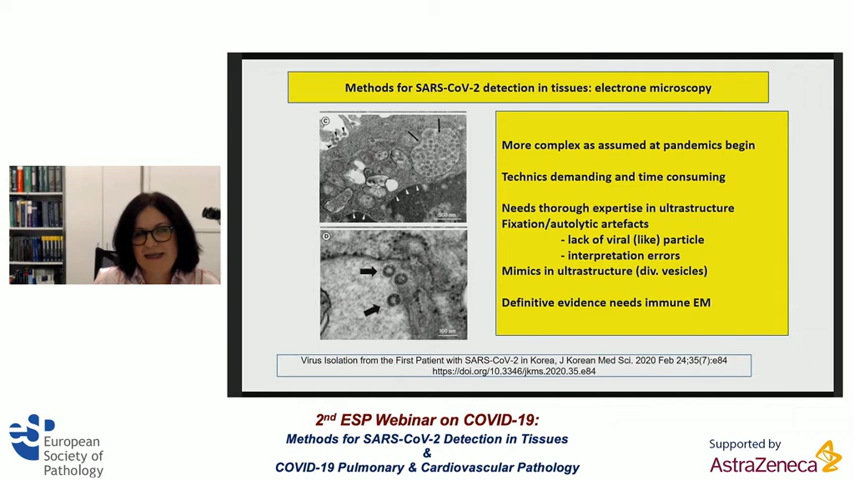 Methods for SARS-CoV-2 detection in tissues: electrone microscopy
C
500 nm
D
100 nm
More complex as assumed at pandemics begin
Technics demanding and time consuming
Needs thorough expertise in ultrastructure
Fixation/autolytic artefacts
- lack of viral (like) particle
- interpretation errors
Mimics in ultrastructure (div. vesicles)
Definitive evidence needs immune EM
Virus Isolation from the First Patient with SARS-CoV-2 in Korea, J Korean Med Sci. 2020 Feb 24;35(7):e84
https://doi.org/10.3346/jkms.2020.35.e84
esp
European
Society of
Pathology
2nd ESP Webinar on COVID-19:
Methods for SARS-CoV-2 Detection in Tissues
&
COVID-19 Pulmonary & Cardiovascular Pathology
Supported by
AstraZeneca